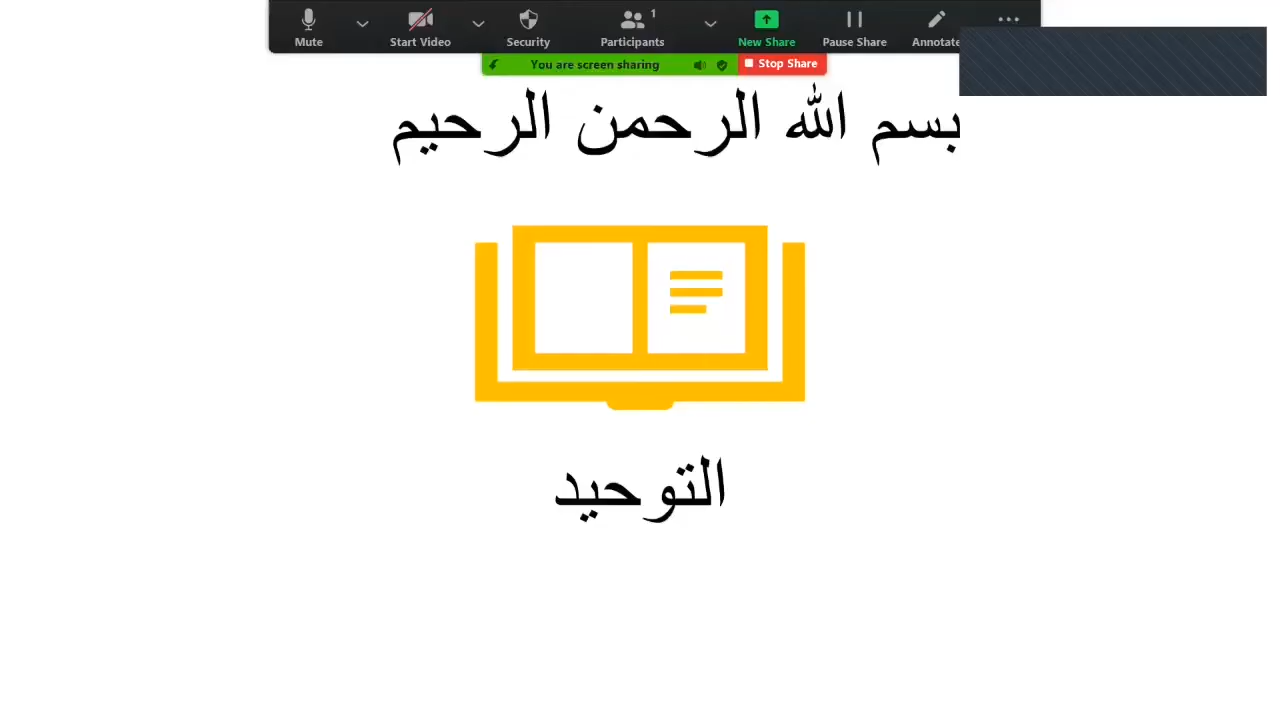 1
Mute
Start Video
Security
Participants
New Share
Pause Share
Annotate
You are screen sharing
Stop Share
بسم الله الرحمن الرحيم
التوحيد